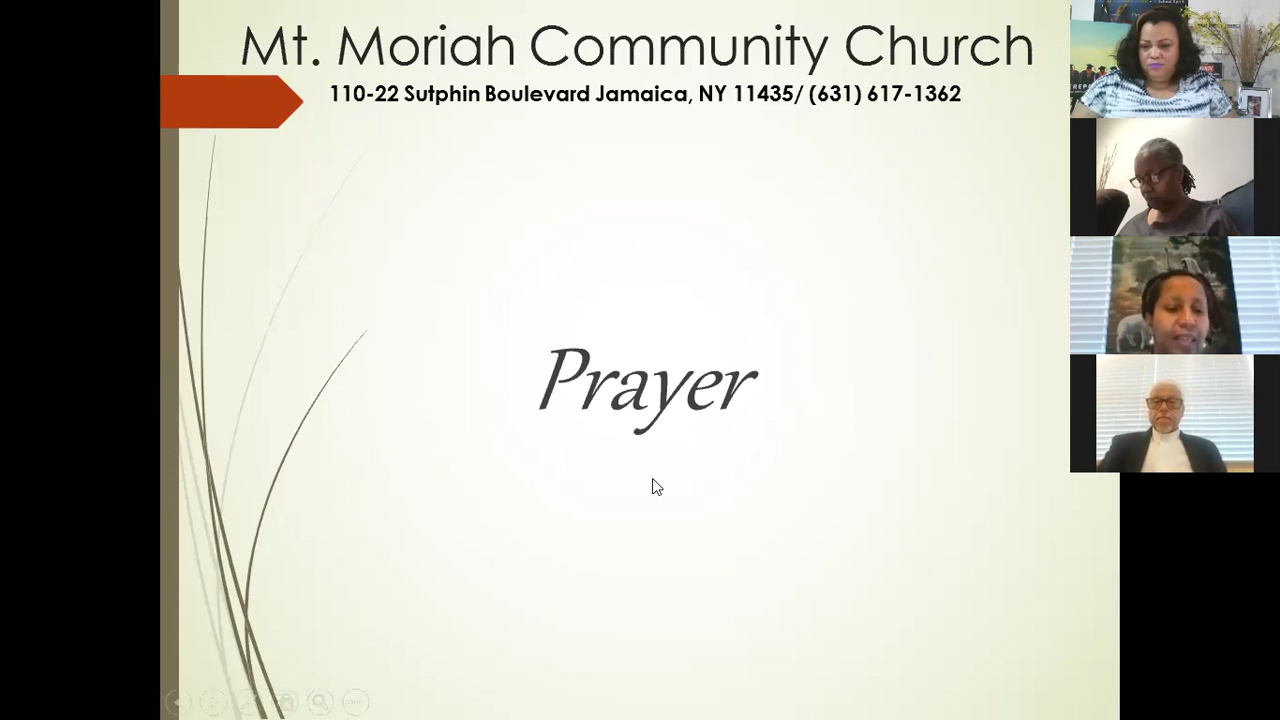 Mt. Moriah Community Church
110-22 Sutphin Boulevard Jamaica, NY 11435/ (631) 617-1362
Prayer